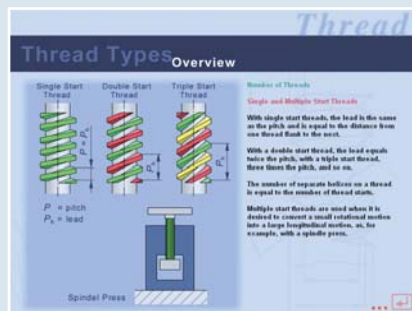 Thread
Thread Types Overview
Single Start Thread
Double Start Thread
Triple Start Thread
P = Ph
Ph
Ph
P = pitch
Ph = lead
Spindel Press
Number of Threads
Single and Multiple Start Threads
With single start threads, the lead is the same
as the pitch and is equal to the distance from
one thread flank to the next.
With a double start thread, the lead equals
twice the pitch, with a triple start thread,
three times the pitch, and so on.
The number of separate helices on a thread
is equal to the number of thread starts.
Multiple start threads are used when it is
desired to convert a small rotational motion
into a large longitudinal motion, as, for
example, with a spindle press.